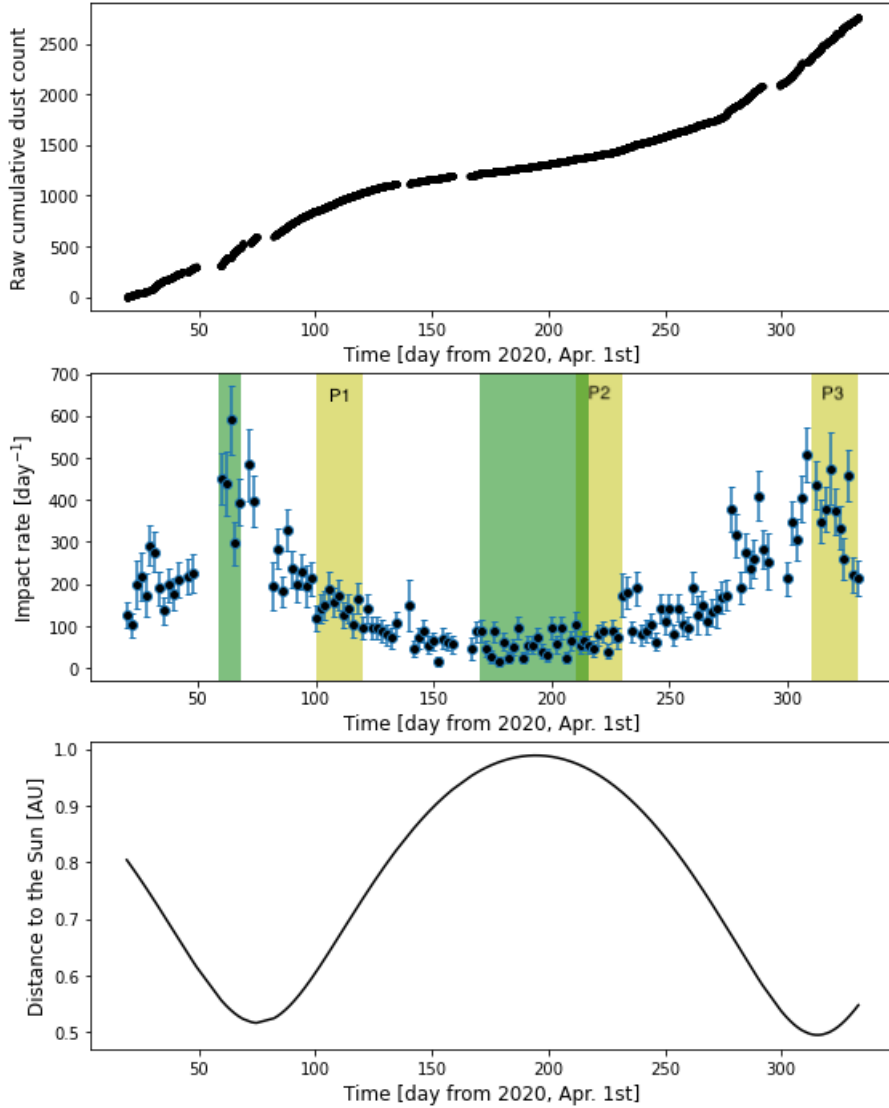 Raw cumulative dust count
2500
2000
1500
1000
500
0
50 100 150 200 250 300
Time [day from 2020, Apr. 1st]
Impact rate [day⁻¹]
700
600
500
400
300
200
100
0
P1 P2 P3
50 100 150 200 250 300
Time [day from 2020, Apr. 1st]
Distance to the Sun [AU]
1.0
0.9
0.8
0.7
0.6
0.5
50 100 150 200 250 300
Time [day from 2020, Apr. 1st]